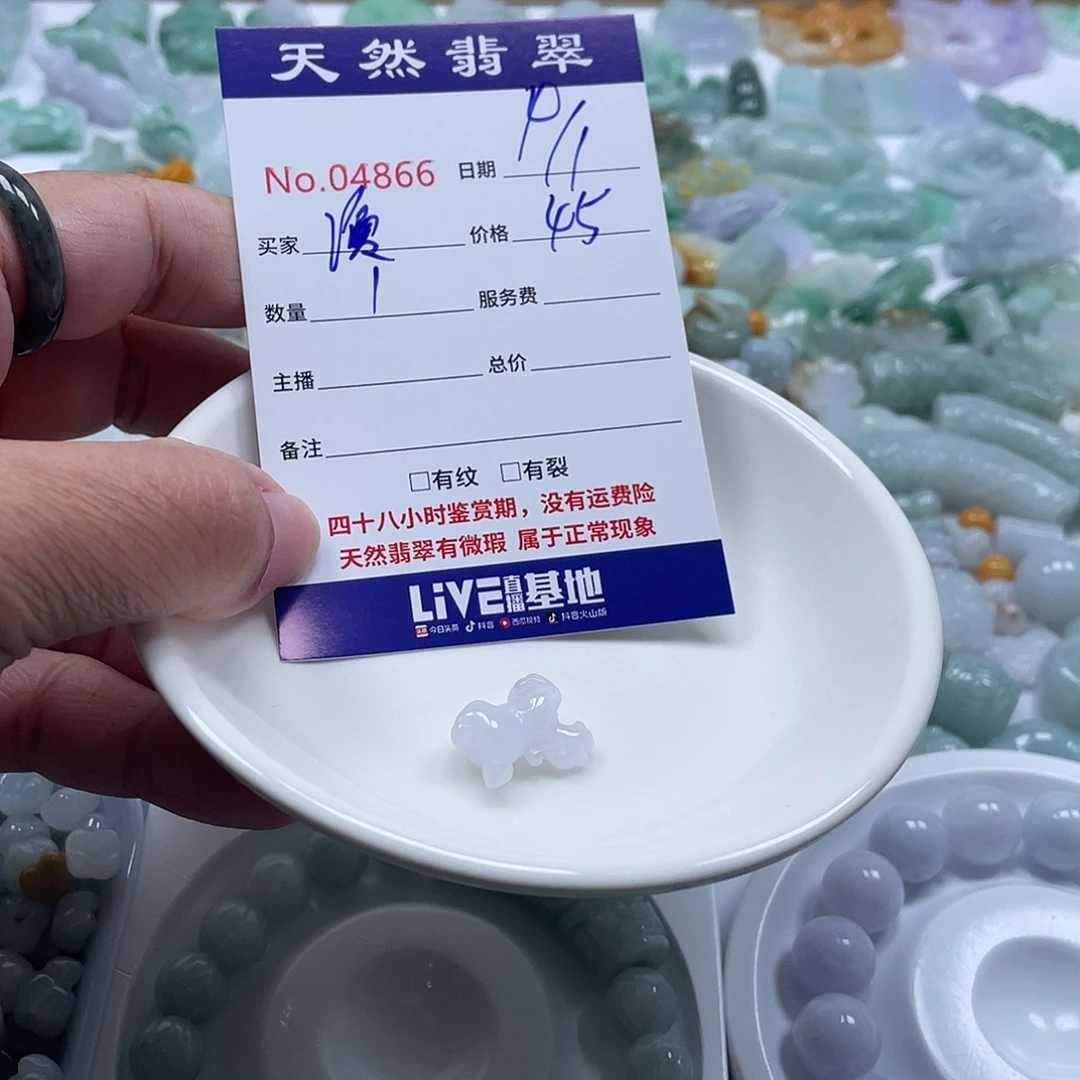 天然翡翠
No.04866 日期
买家 澳 价格 45
数量 1 服务费
主播 总价
备注
□有纹 □有裂
四十八小时鉴赏期，没有运费险
天然翡翠有微瑕 属于正常现象
LiVE直播基地
头条 今日头条 抖音 西瓜视频 抖音火山版